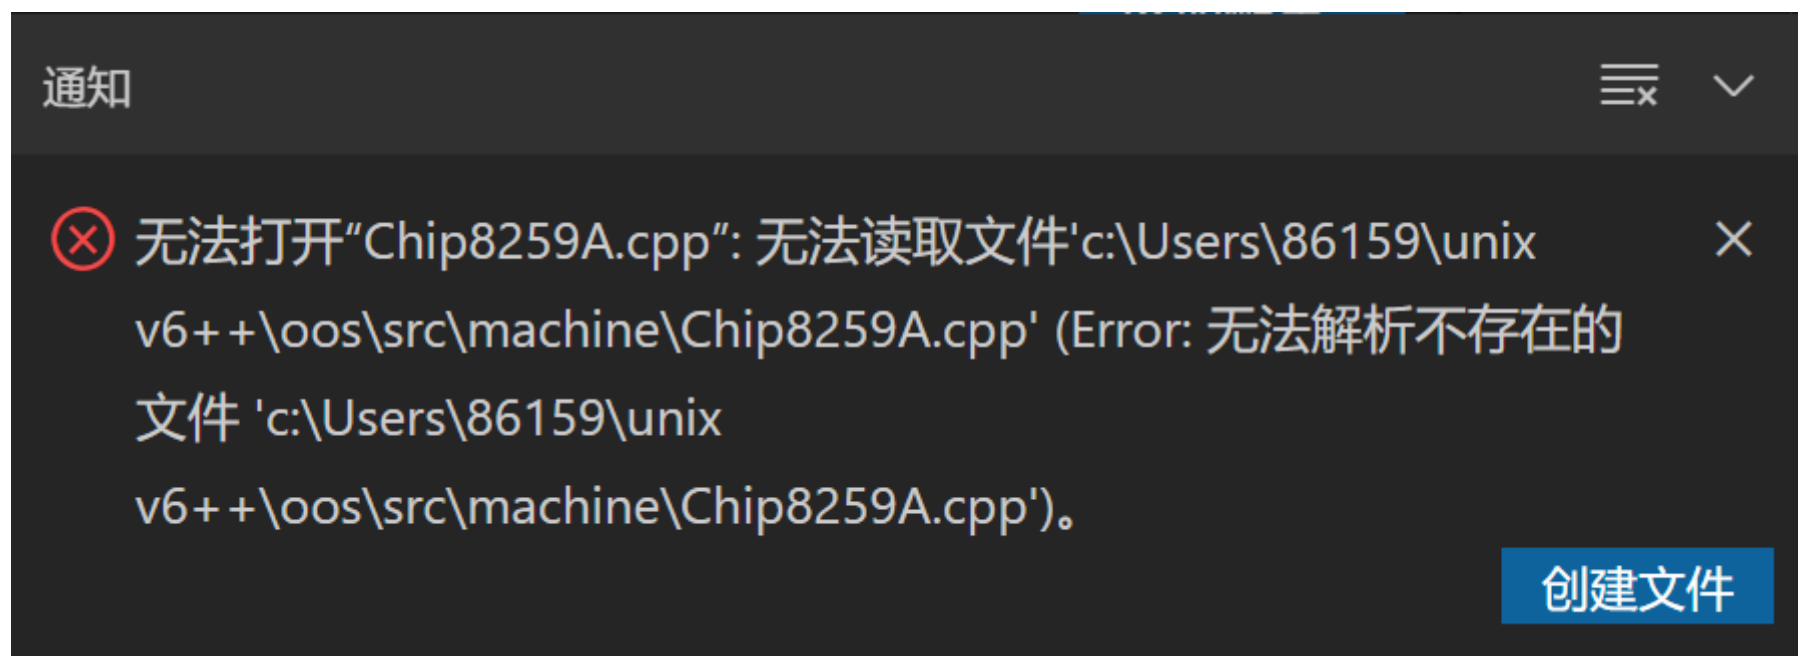 通知
无法打开“Chip8259A.cpp”: 无法读取文件'c:\Users\86159\unix
v6++\oos\src\machine\Chip8259A.cpp' (Error: 无法解析不存在的
文件 'c:\Users\86159\unix
v6++\oos\src\machine\Chip8259A.cpp')。
创建文件